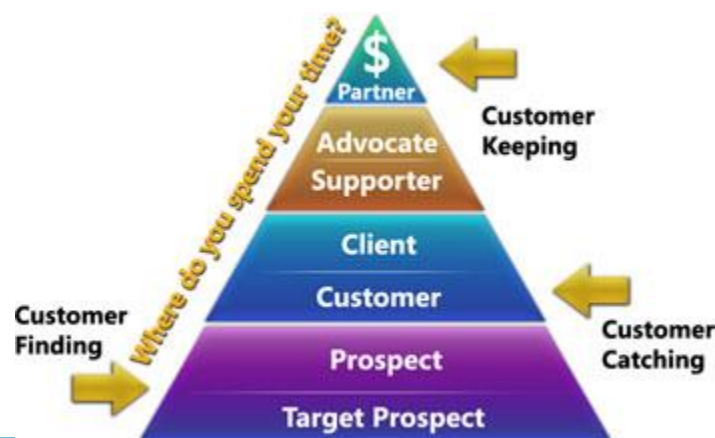 Where do you spend your time?
$
Partner
Customer
Keeping
Advocate
Supporter
Client
Customer
Customer
Finding
Customer
Catching
Prospect
Target Prospect